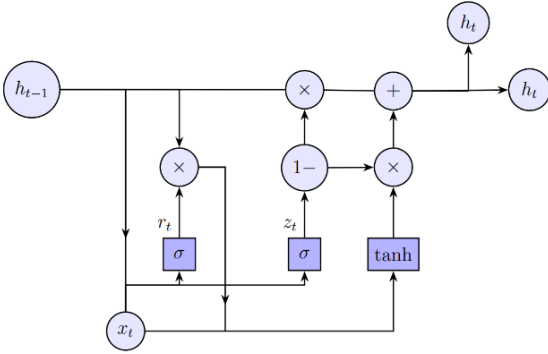 h_t
h_{t-1} × + h_t
× 1− ×
r_t z_t
σ σ tanh
x_t